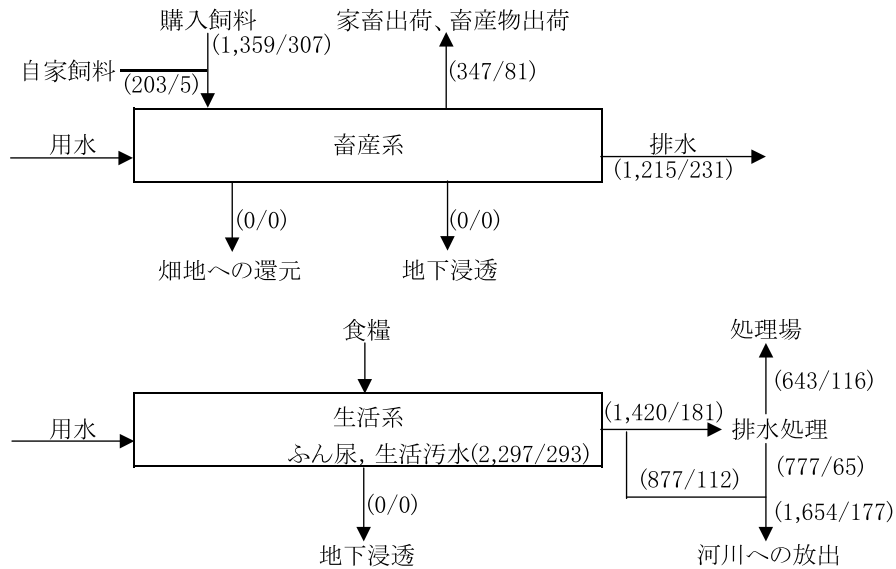 購入飼料
(1,359/307)
家畜出荷、畜産物出荷
(347/81)
自家飼料
(203/5)
用水
畜産系
排水
(1,215/231)
(0/0)
(0/0)
畑地への還元
地下浸透
食糧
処理場
(643/116)
用水
生活系
ふん尿, 生活汚水(2,297/293)
(1,420/181)
排水処理
(877/112)
(777/65)
(0/0)
(1,654/177)
地下浸透
河川への放出